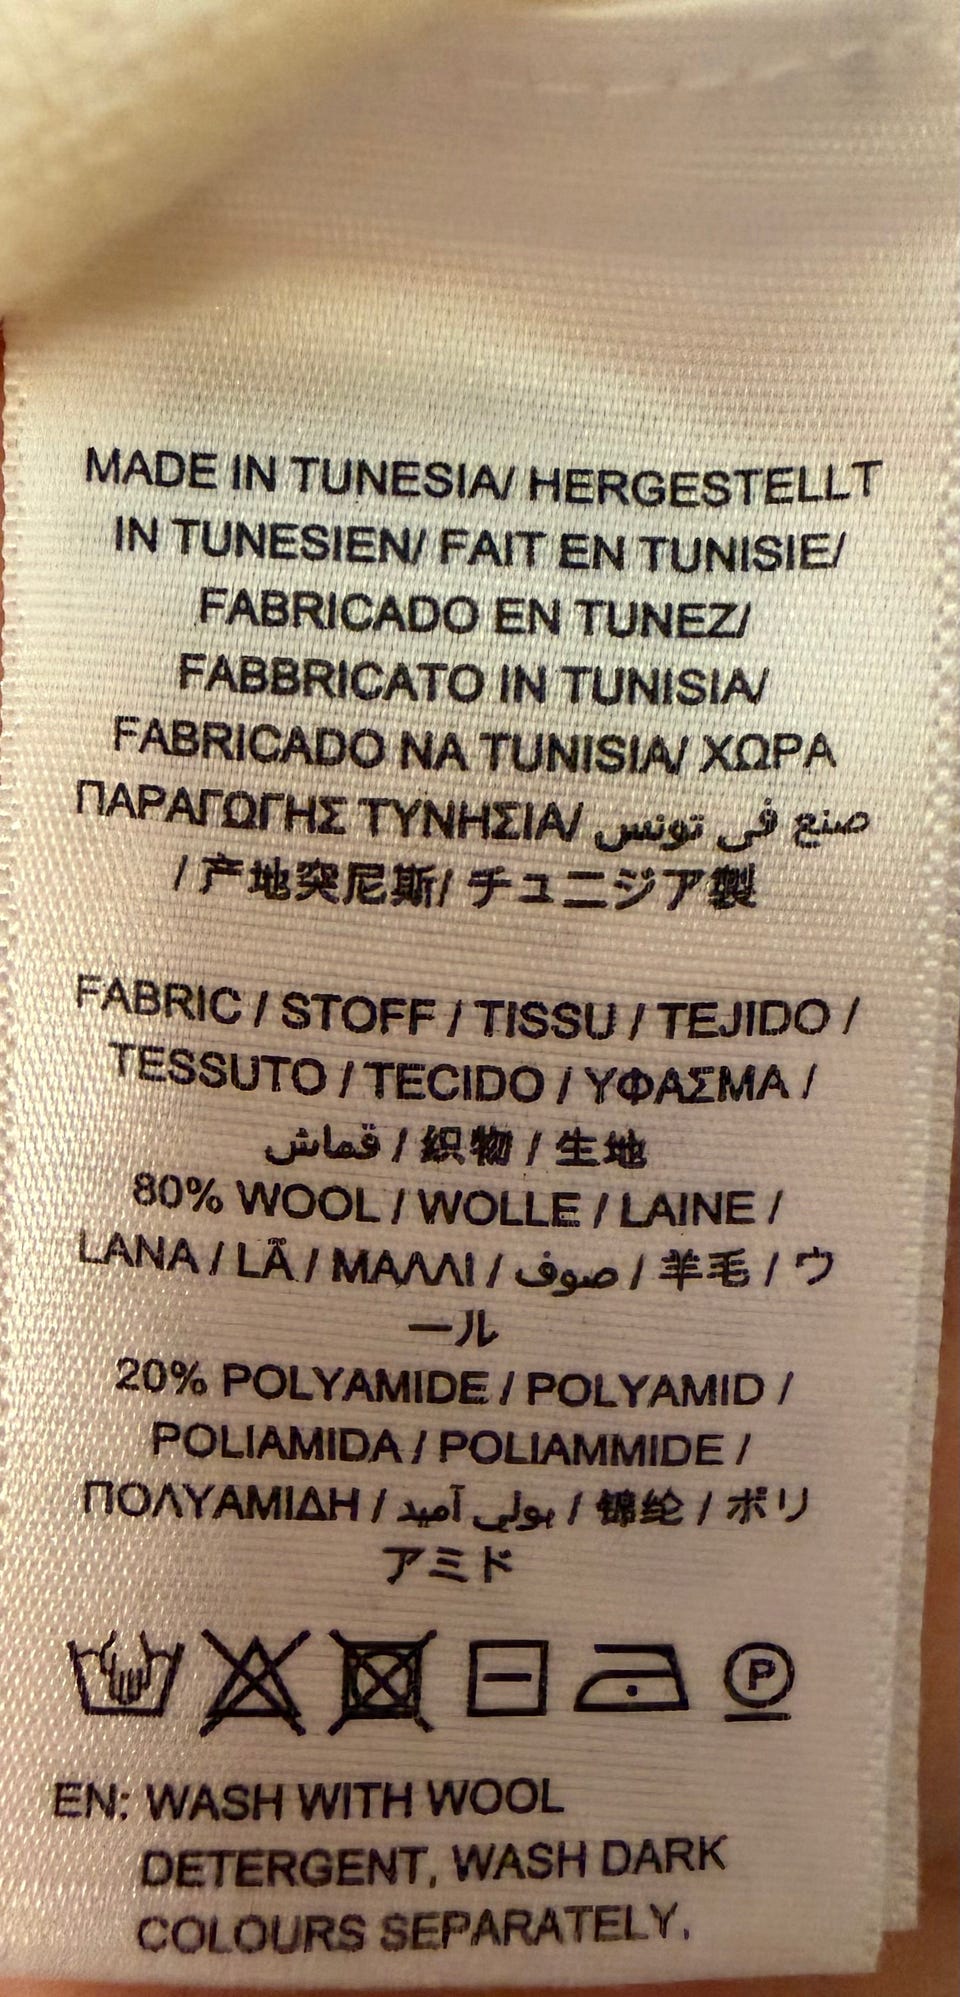 MADE IN TUNESIA/ HERGESTELLT
IN TUNESIEN/ FAIT EN TUNISIE/
FABRICADO EN TUNEZ/
FABBRICATO IN TUNISIA/
FABRICADO NA TUNISIA/ ΧΩΡΑ
ΠΑΡΑΓΩΓΗΣ ΤΥΝΗΣΙΑ/ صنع في تونس
/ 产地突尼斯/ チュニジア製
FABRIC / STOFF / TISSU / TEJIDO /
TESSUTO / TECIDO / ΥΦΑΣΜΑ /
قماش / 织物 / 生地
80% WOOL / WOLLE / LAINE /
LANA / LÃ / ΜΑΛΛΙ / صوف / 羊毛 / ウ
ール
20% POLYAMIDE / POLYAMID /
POLIAMIDA / POLIAMMIDE /
ΠΟΛΥΑΜΙΔΗ / بولي آميد / 锦纶 / ポリ
アミド
P
EN: WASH WITH WOOL
DETERGENT, WASH DARK
COLOURS SEPARATELY,